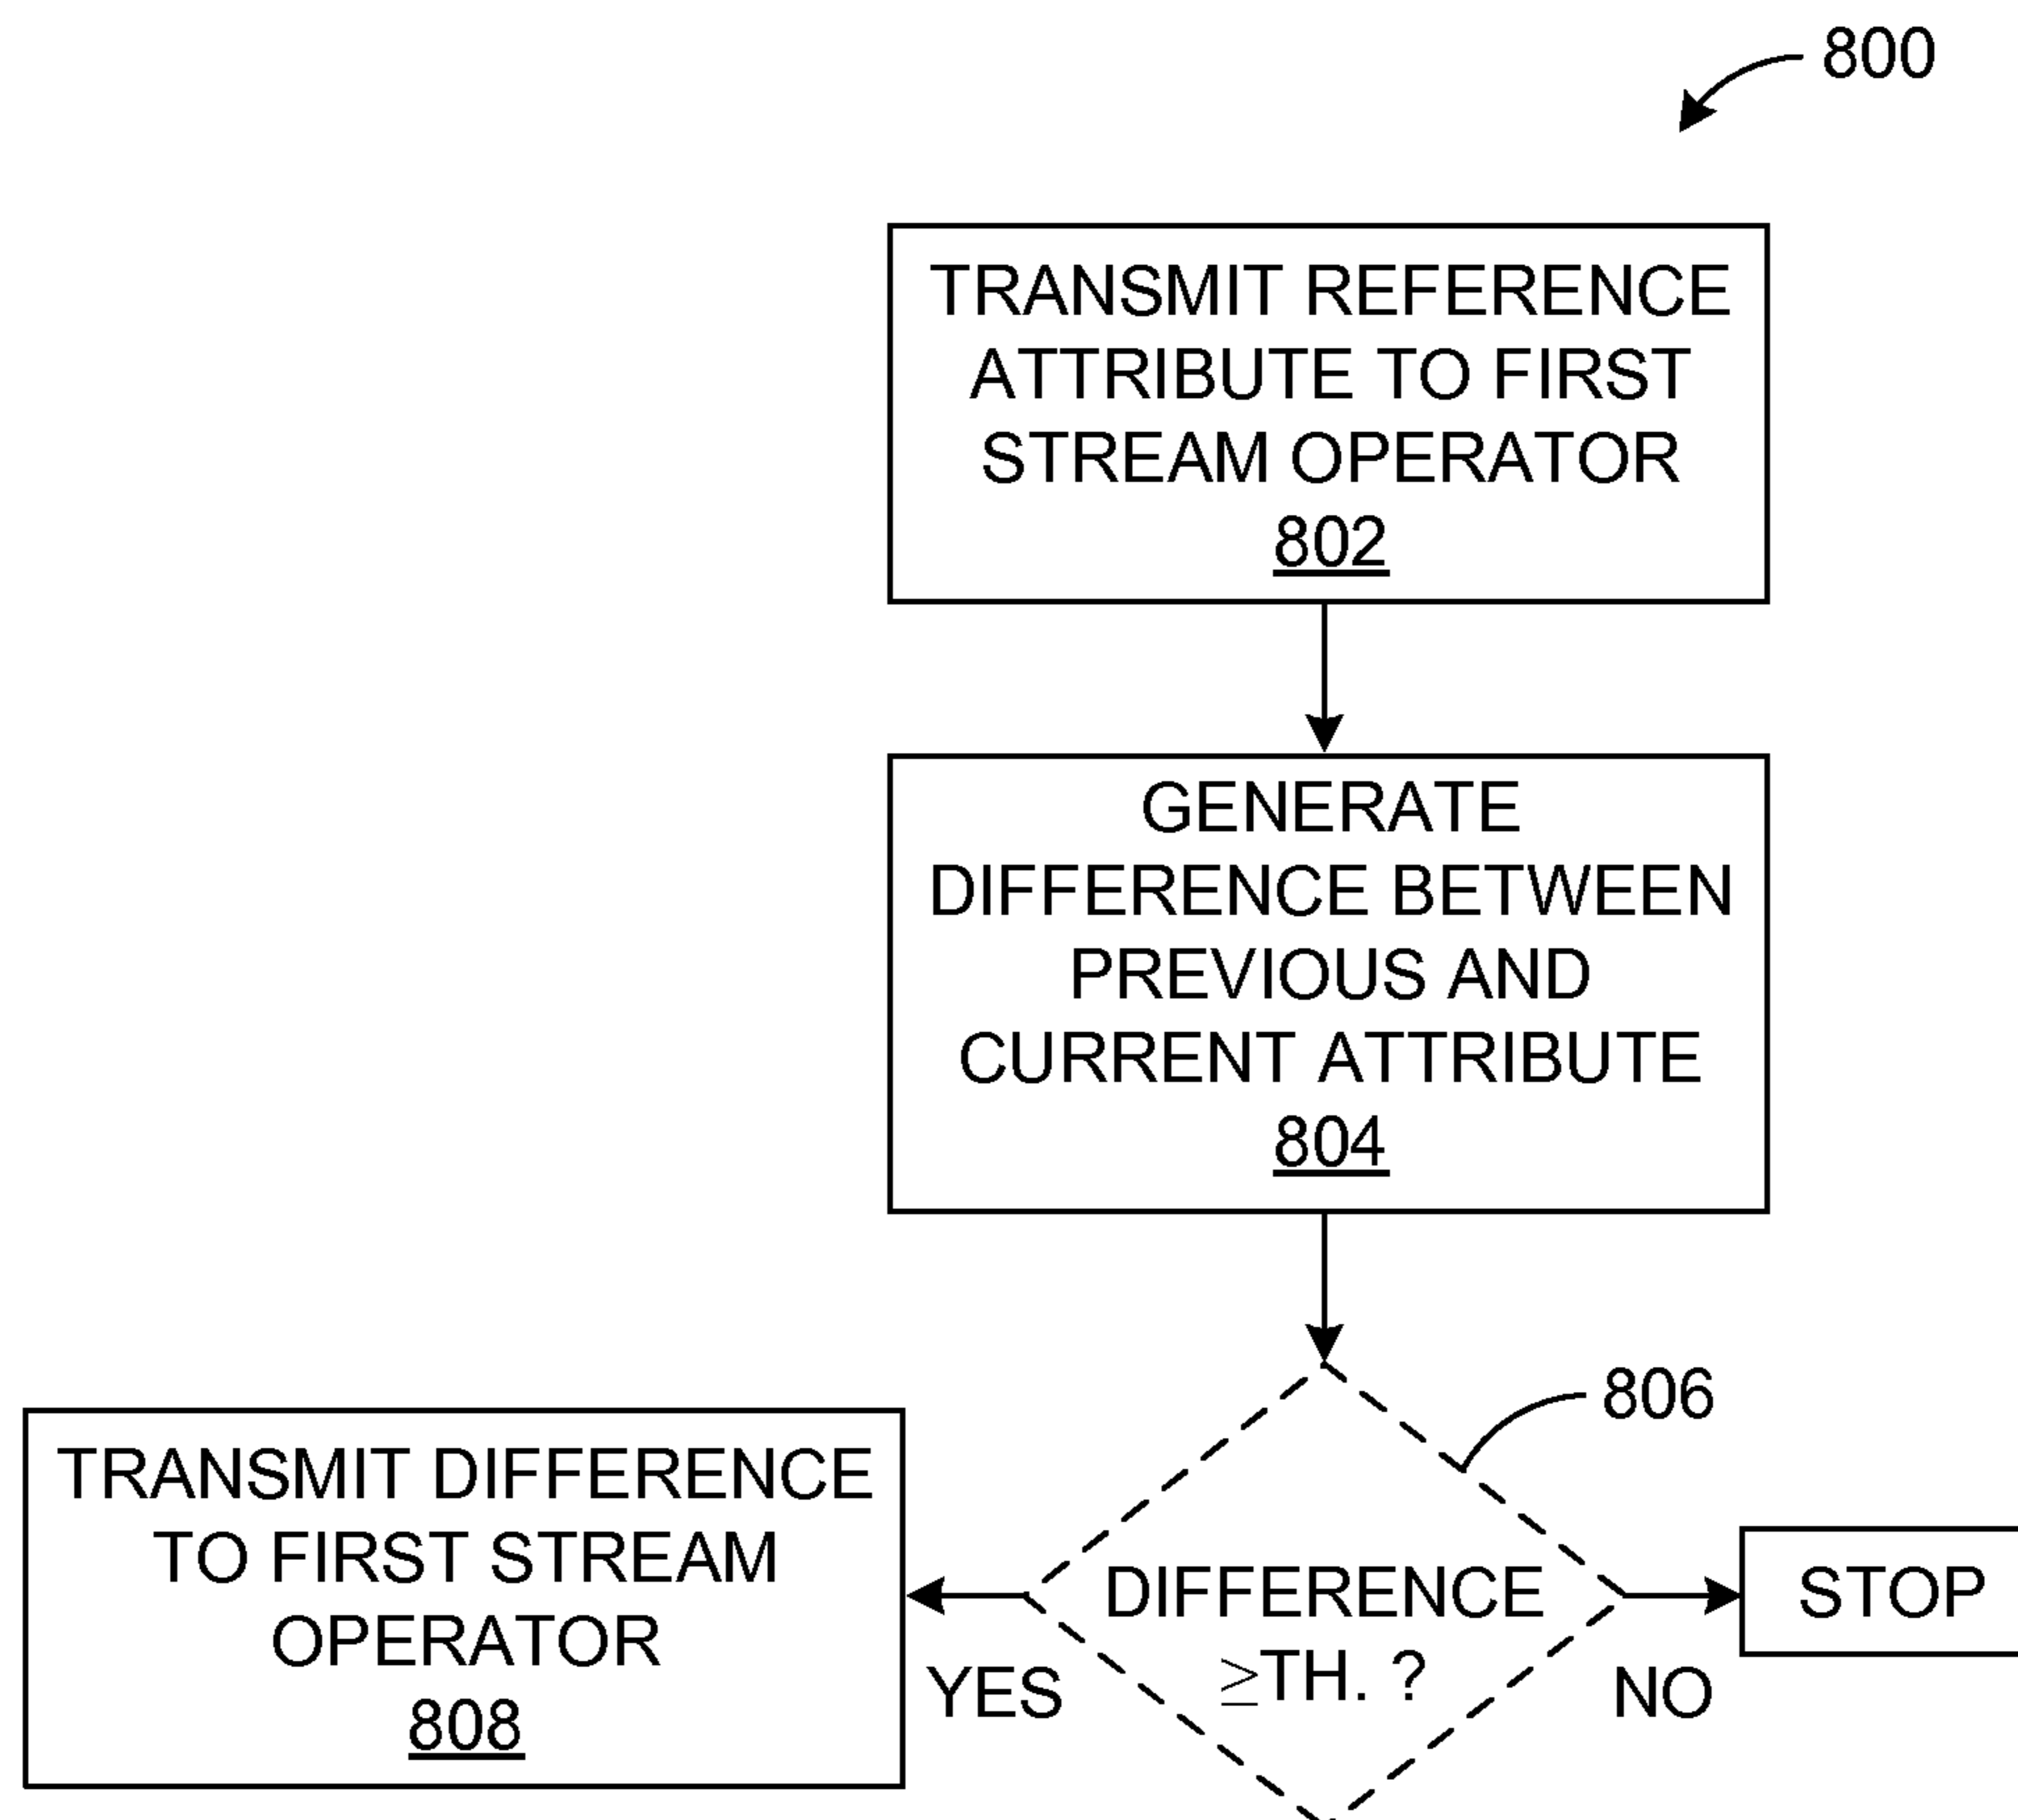 800
TRANSMIT REFERENCE
ATTRIBUTE TO FIRST
STREAM OPERATOR
802
GENERATE
DIFFERENCE BETWEEN
PREVIOUS AND
CURRENT ATTRIBUTE
804
806
TRANSMIT DIFFERENCE
TO FIRST STREAM
OPERATOR
808
YES
DIFFERENCE
≥TH. ?
NO
STOP